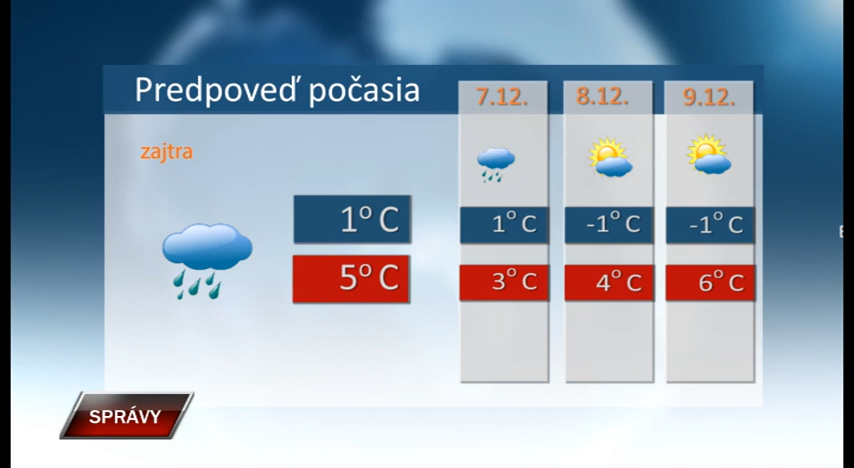 Predpoveď počasia
zajtra
1° C
5° C
7.12.
1° C
3° C
8.12.
-1° C
4° C
9.12.
-1° C
6° C
SPRÁVY